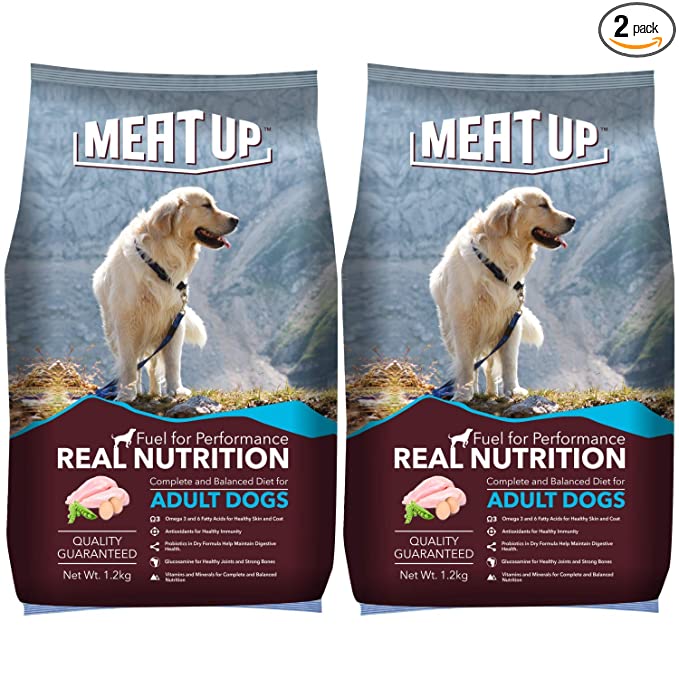 2 pack
MEAT UP™
Fuel for Performance
REAL NUTRITION
Complete and Balanced Diet for
ADULT DOGS
QUALITY
GUARANTEED
Net Wt. 1.2kg
Ω3 Omega 3 and 6 Fatty Acids for Healthy Skin and Coat
Antioxidants for Healthy Immunity
Probiotics in Dry Formula Help Maintain Digestive
Health.
Glucosamine for Healthy Joints and Strong Bones
Vitamins and Minerals for Complete and Balanced
Nutrition
MEAT UP™
Fuel for Performance
REAL NUTRITION
Complete and Balanced Diet for
ADULT DOGS
QUALITY
GUARANTEED
Net Wt. 1.2kg
Ω3 Omega 3 and 6 Fatty Acids for Healthy Skin and Coat
Antioxidants for Healthy Immunity
Probiotics in Dry Formula Help Maintain Digestive
Health.
Glucosamine for Healthy Joints and Strong Bones
Vitamins and Minerals for Complete and Balanced
Nutrition